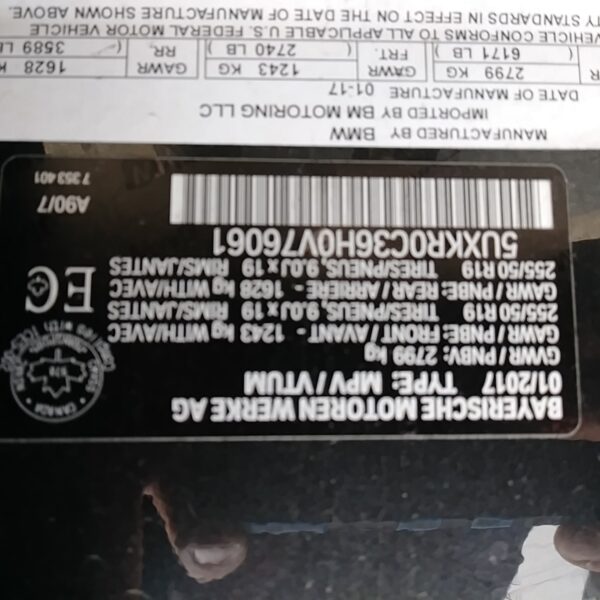 BAYERISCHE MOTOREN WERKE AG
01/2017 TYPE: MPV / VTUM
GVWR / PNBV: 2799 kg
GAWR / PNBE: FRONT / AVANT - 1243 kg WITH/AVEC
255/50 R19 TIRES/PNEUS, 9.0J x 19 RIMS/JANTES
GAWR / PNBE: REAR / ARRIERE - 1628 kg WITH/AVEC
255/50 R19 TIRES/PNEUS, 9.0J x 19 RIMS/JANTES
CANADA
EC
5UXKR0C36H0V76061
A90/7
7 353 401
MANUFACTURED BY BMW
IMPORTED BY BM MOTORING LLC
DATE OF MANUFACTURE 01-17
2799 KG GAWR 1243 KG GAWR 1628 K
R ( 6171 LB ) FRT. ( 2740 LB ) RR. ( 3589 L
VEHICLE CONFORMS TO ALL APPLICABLE U.S. FEDERAL MOTOR VEHICLE
TY STANDARDS IN EFFECT ON THE DATE OF MANUFACTURE SHOWN ABOVE.